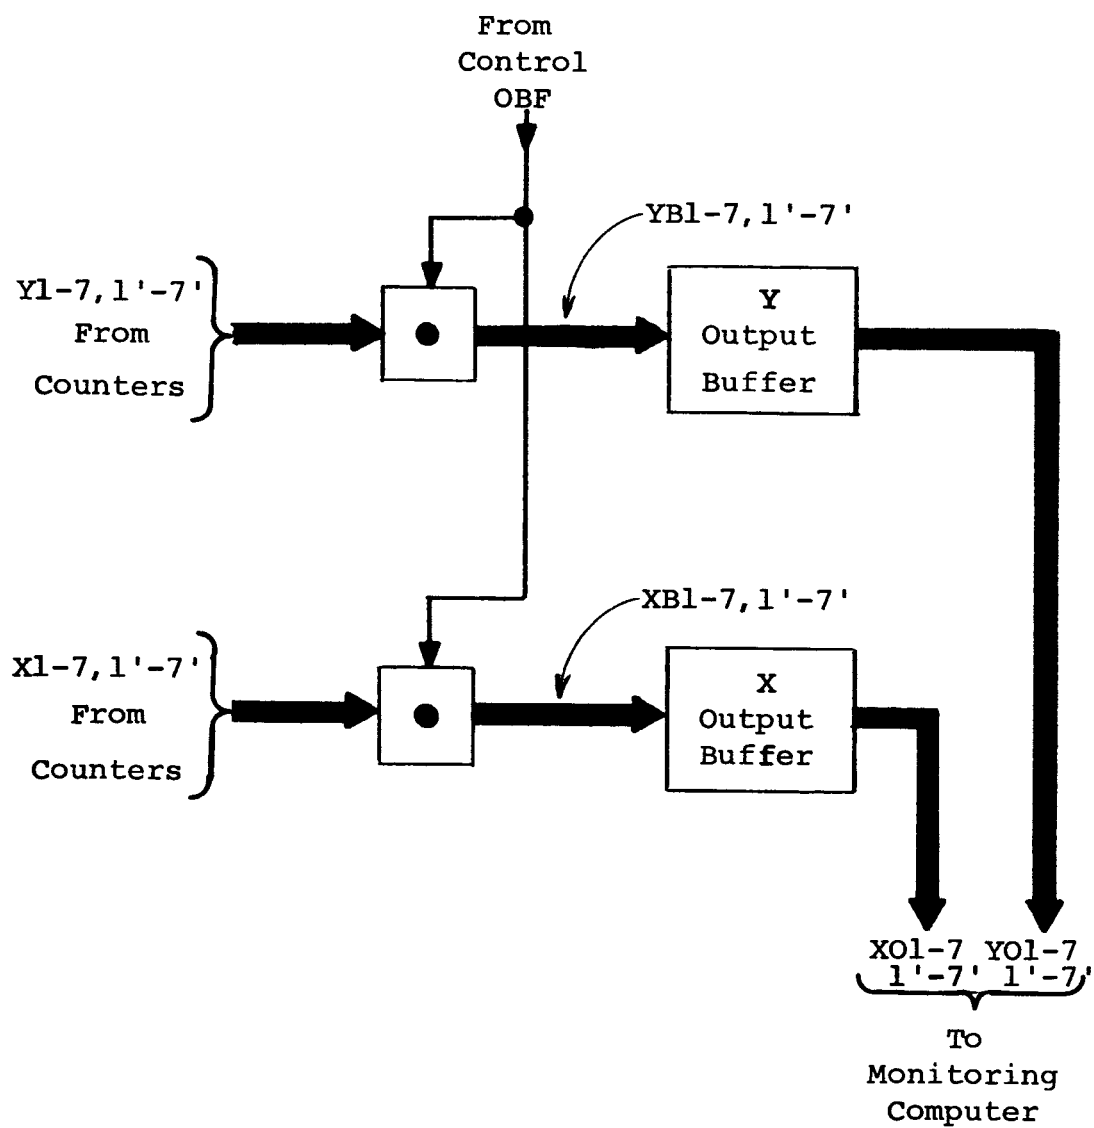 From
Control
OBF
YB1-7,1'-7'
Y1-7,1'-7'
From
Counters
Y
Output
Buffer
XB1-7,1'-7'
X1-7,1'-7'
From
Counters
X
Output
Buffer
XO1-7 YO1-7
1'-7' 1'-7'
To
Monitoring
Computer